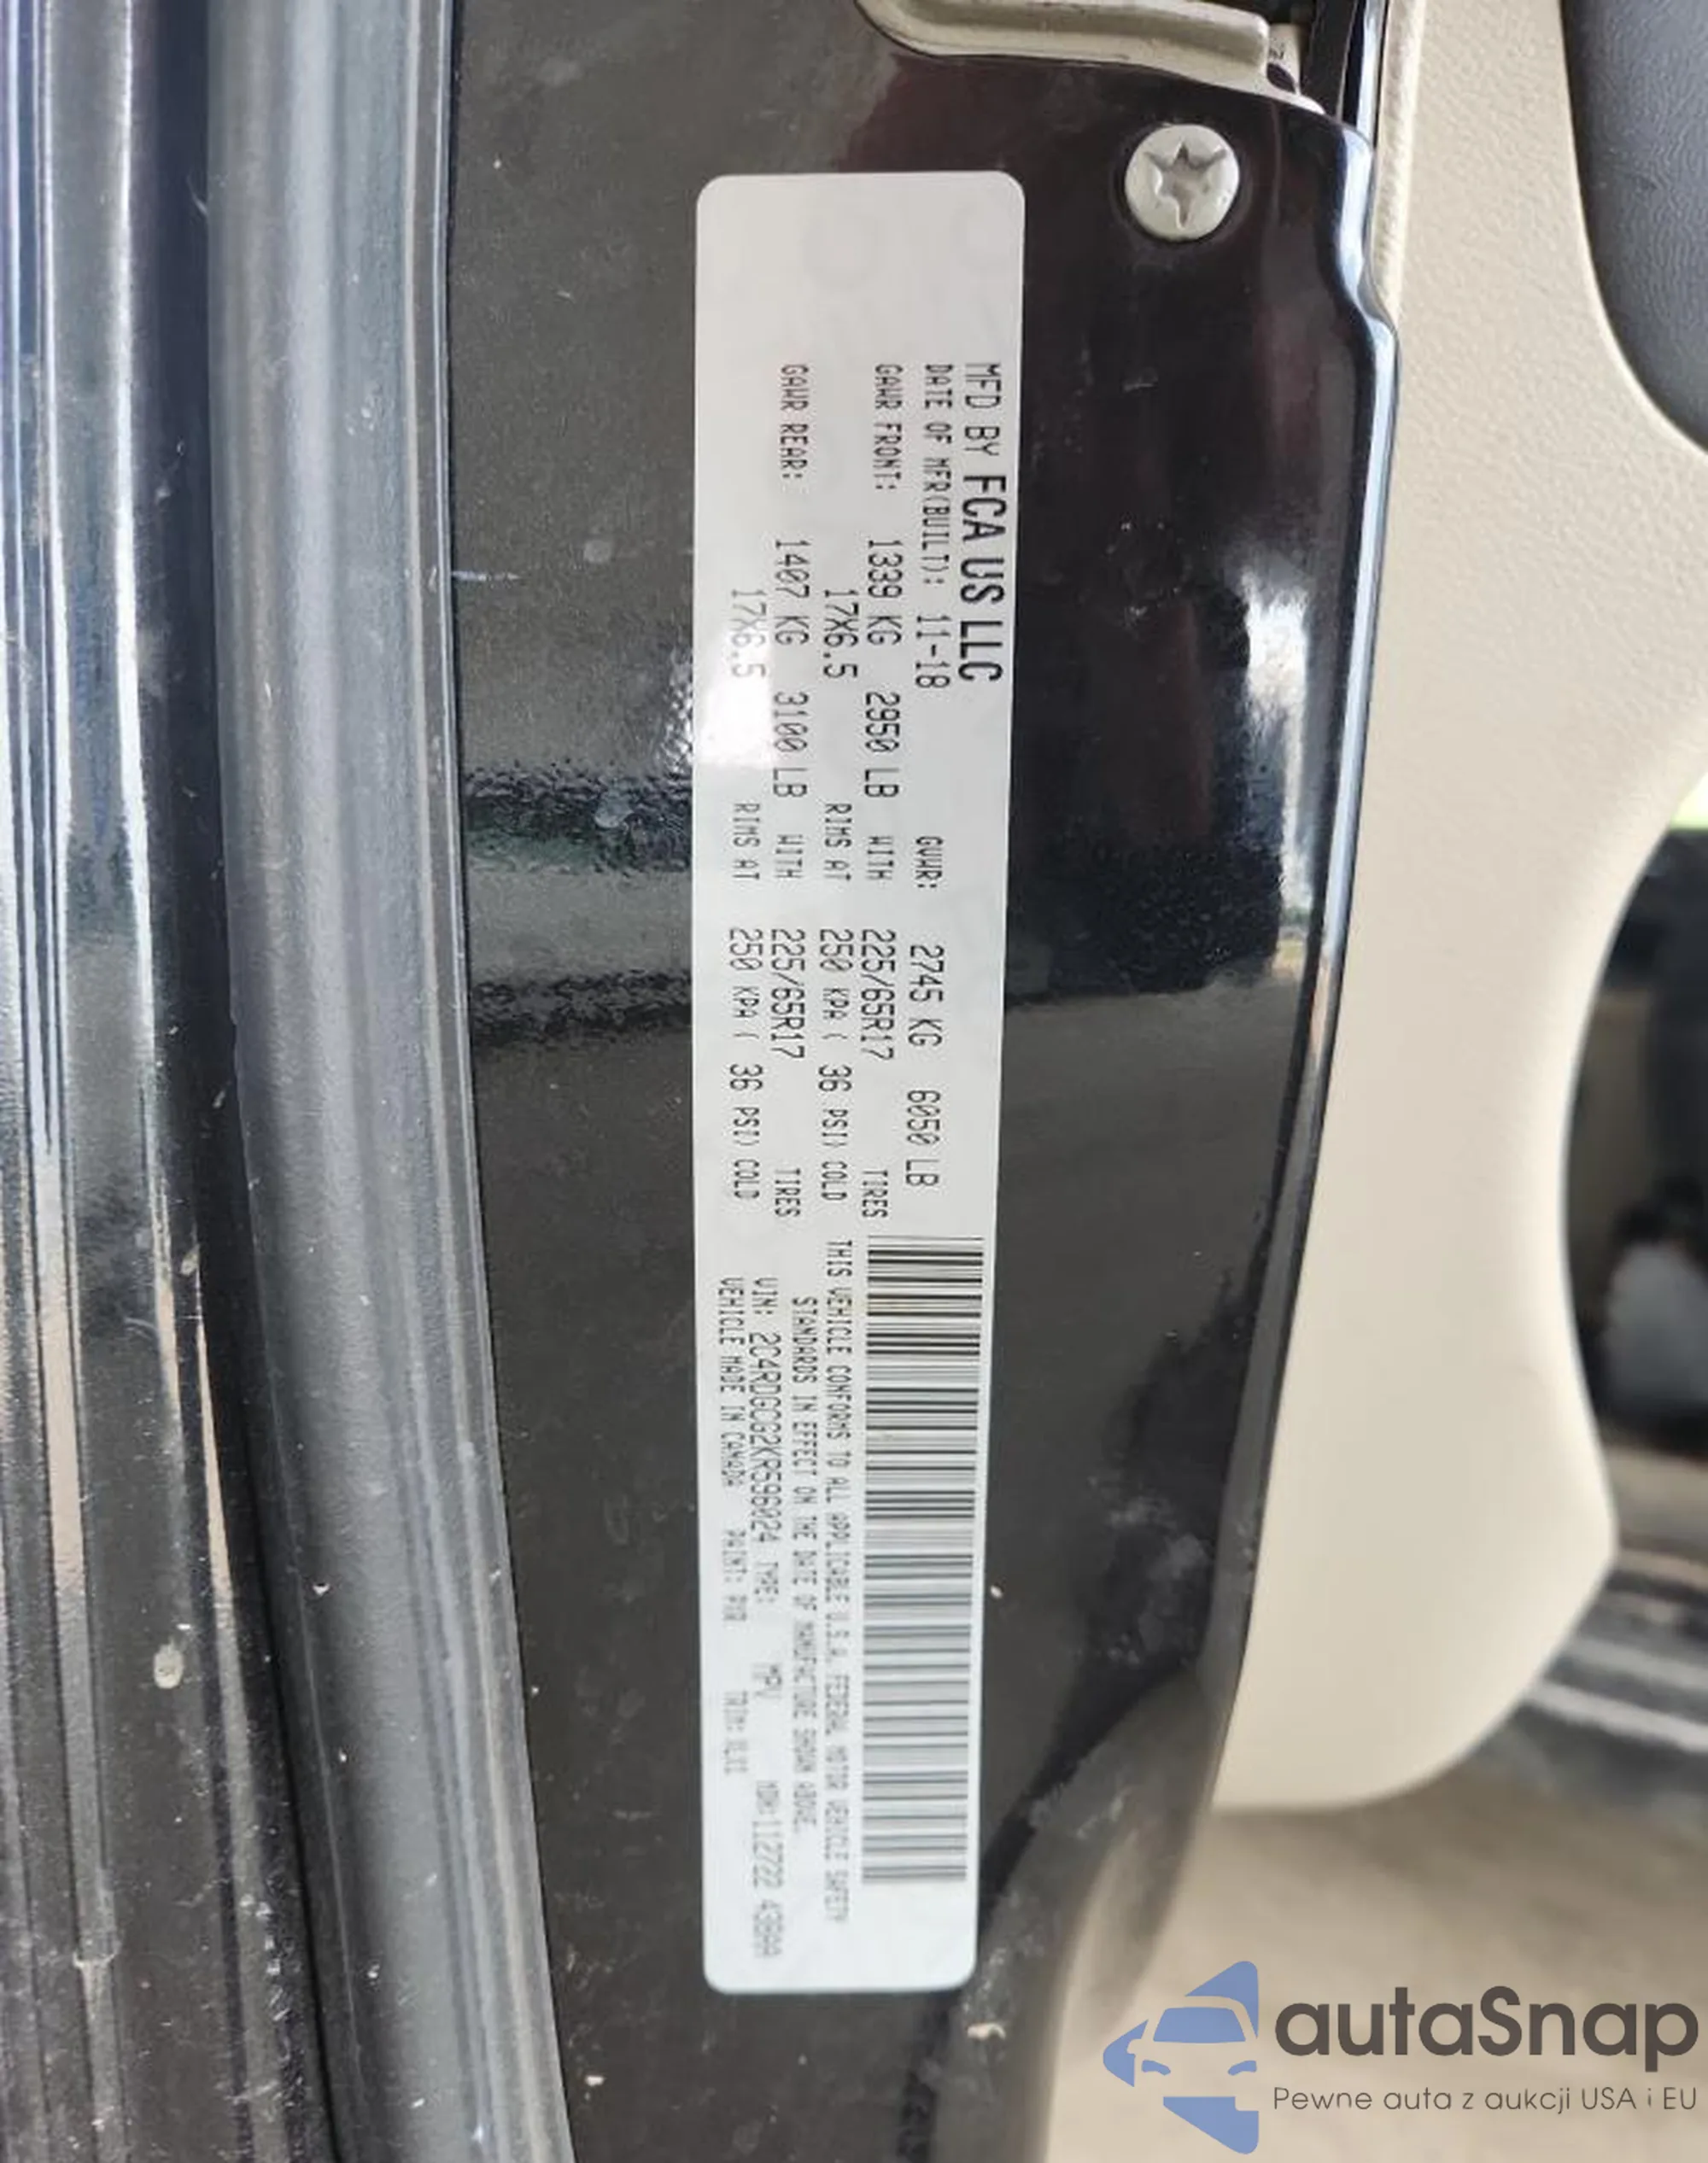 MFD BY FCA US LLC
DATE OF MFR(BUILT): 11-18 GVWR: 2745 KG 6050 LB
GAWR FRONT: 1339 KG 2950 LB WITH 225/65R17 TIRES
17X6.5 RIMS AT 250 KPA( 36 PSI) COLD
GAWR REAR: 1407 KG 3100 LB WITH 225/65R17 TIRES
17X6.5 RIMS AT 250 KPA( 36 PSI) COLD
THIS VEHICLE CONFORMS TO ALL APPLICABLE U.S.A. FEDERAL MOTOR VEHICLE SAFETY
STANDARDS IN EFFECT ON THE DATE OF MANUFACTURE SHOWN ABOVE.
VIN: 2C4RDGCG2KR596024 TYPE: MPV MDH:112722 
VEHICLE MADE IN CANADA PAINT: TRIM:
autaSnap
Pewne auta z aukcji USA i EU